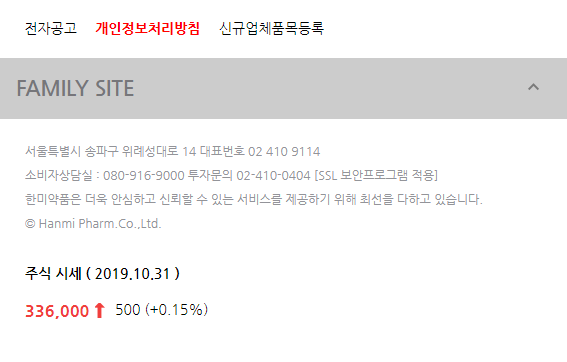 전자공고 개인정보처리방침 신규업체품목등록
FAMILY SITE
서울특별시 송파구 위례성대로 14 대표번호 02 410 9114
소비자상담실 : 080-916-9000 투자문의 02-410-0404 [SSL 보안프로그램 적용]
한미약품은 더욱 안심하고 신뢰할 수 있는 서비스를 제공하기 위해 최선을 다하고 있습니다.
© Hanmi Pharm.Co.,Ltd.
주식 시세 ( 2019.10.31 )
336,000 ⬆ 500 (+0.15%)